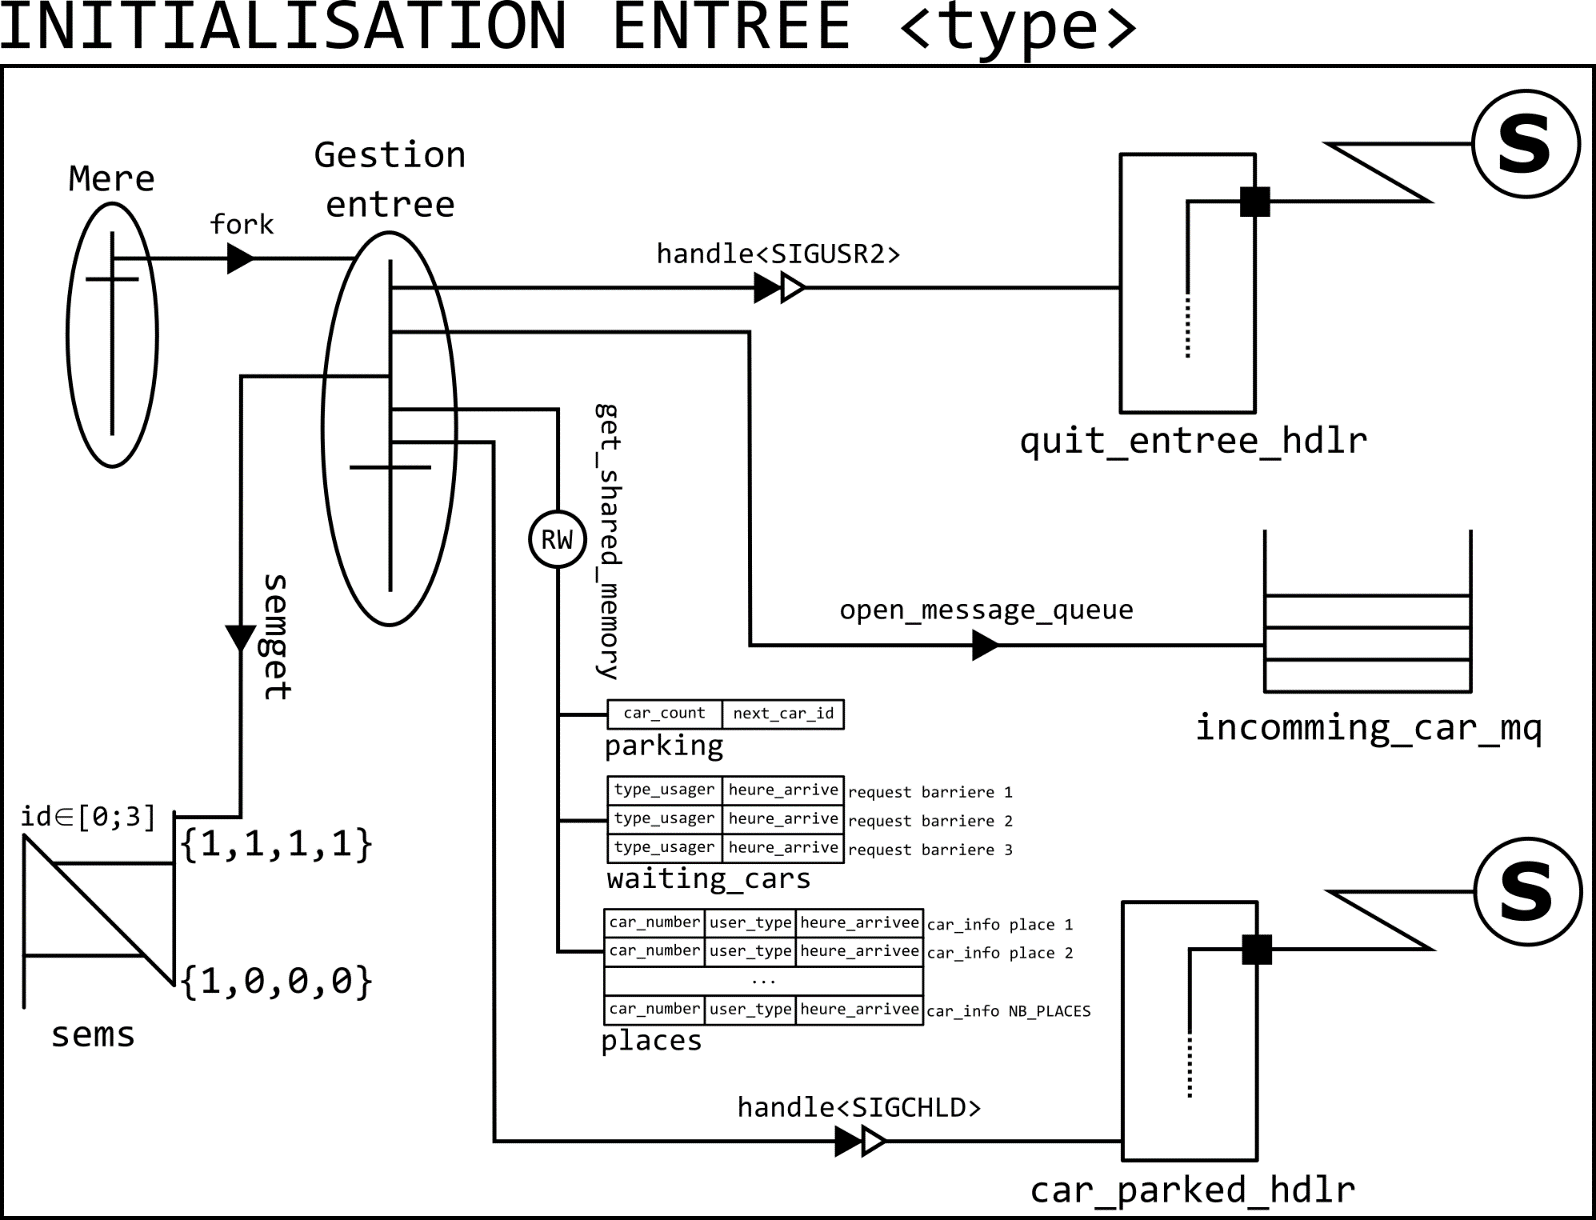 INITIALISATION ENTREE <type>
S
Gestion
entree
Mere
fork
handle<SIGUSR2>
quit_entree_hdlr
get_shared_memory
RW
semget
open_message_queue
incomming_car_mq
car_count next_car_id
parking
type_usager heure_arrive request barriere 1
type_usager heure_arrive request barriere 2
type_usager heure_arrive request barriere 3
waiting_cars
id∈[0;3]
{1,1,1,1}
{1,0,0,0}
sems
car_number user_type heure_arrivee car_info place 1
car_number user_type heure_arrivee car_info place 2
...
car_number user_type heure_arrivee car_info NB_PLACES
places
S
handle<SIGCHLD>
car_parked_hdlr